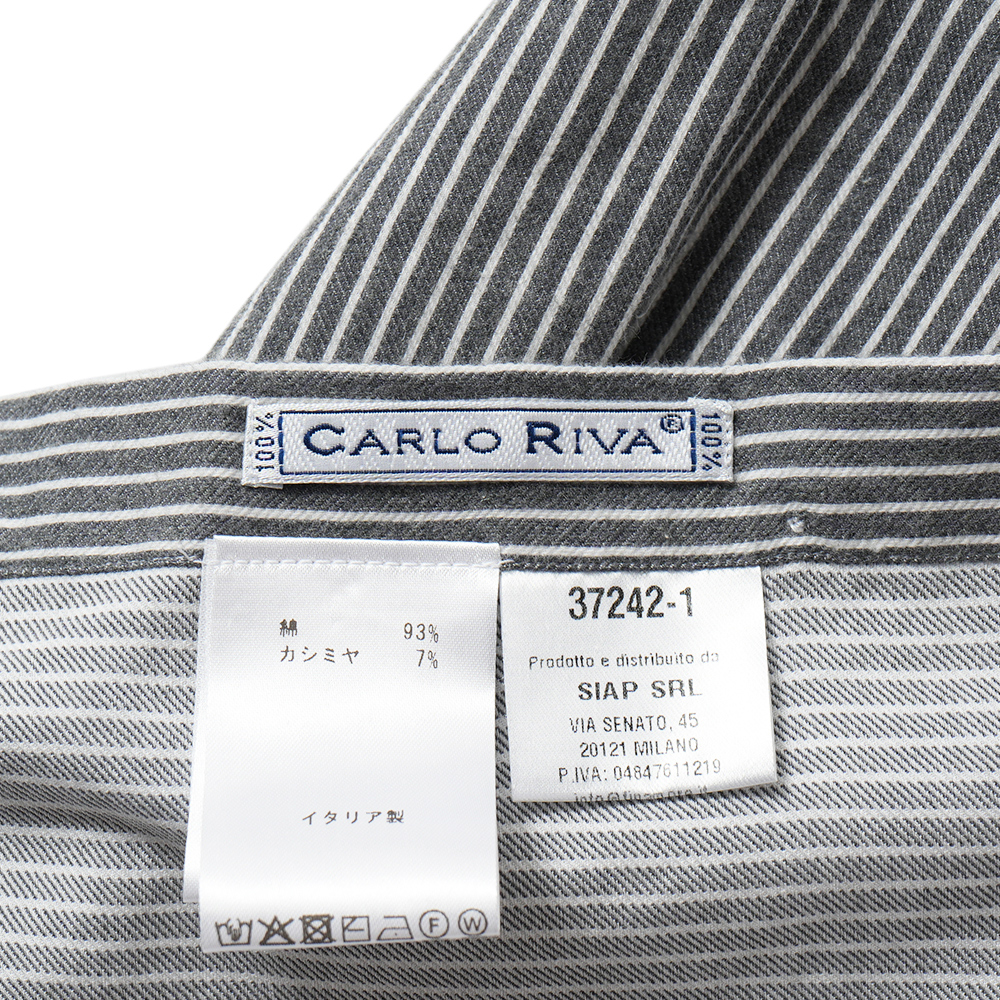 100% CARLO RIVA® 100%
綿 93%
カシミヤ 7%
イタリア製
F W
37242-1
Prodotto e distribuito da
SIAP SRL
VIA SENATO, 45
20121 MILANO
P.IVA: 04847611219